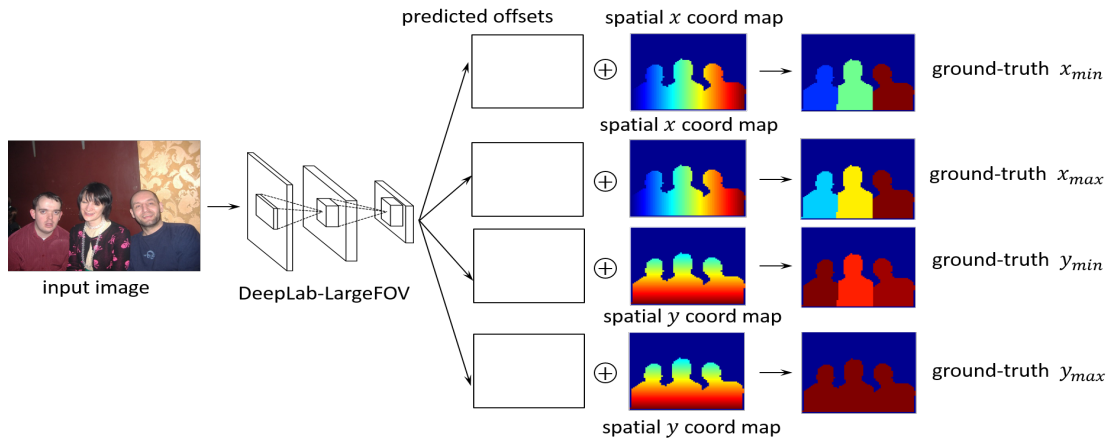 predicted offsets
spatial x coord map
ground-truth x_min
spatial x coord map
ground-truth x_max
input image
DeepLab-LargeFOV
ground-truth y_min
spatial y coord map
ground-truth y_max
spatial y coord map